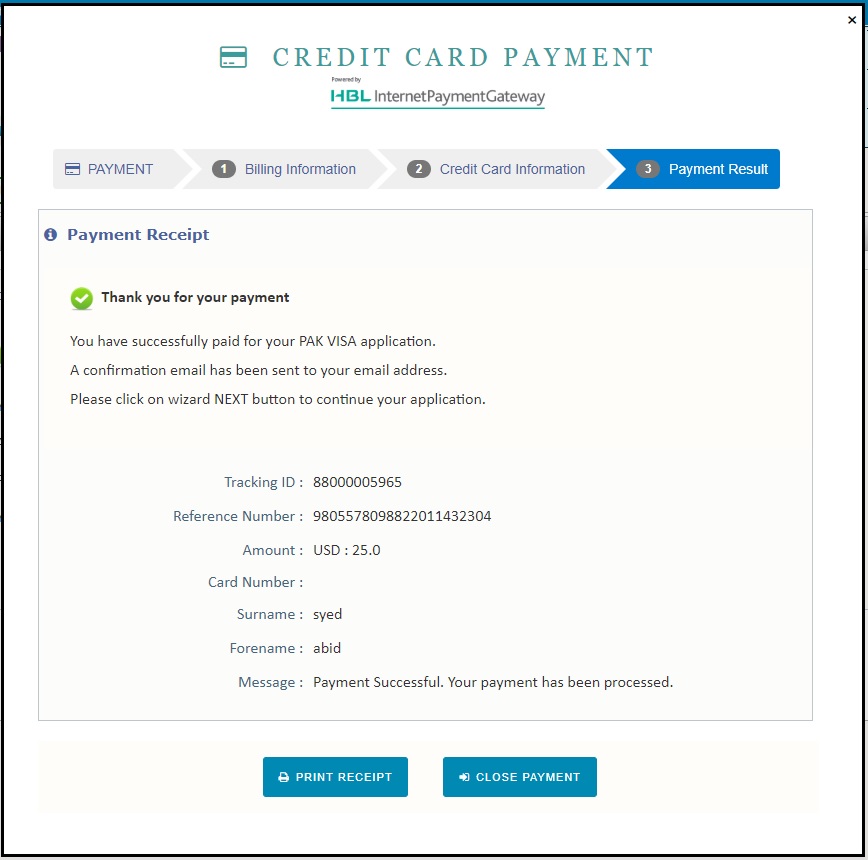 ×
CREDIT CARD PAYMENT
Powered by
HBL InternetPaymentGateway
PAYMENT
1 Billing Information
2 Credit Card Information
3 Payment Result
Payment Receipt
Thank you for your payment
You have successfully paid for your PAK VISA application.
A confirmation email has been sent to your email address.
Please click on wizard NEXT button to continue your application.
Tracking ID : 88000005965
Reference Number : 9805578098822011432304
Amount : USD : 25.0
Card Number :
Surname : syed
Forename : abid
Message : Payment Successful. Your payment has been processed.
PRINT RECEIPT
CLOSE PAYMENT